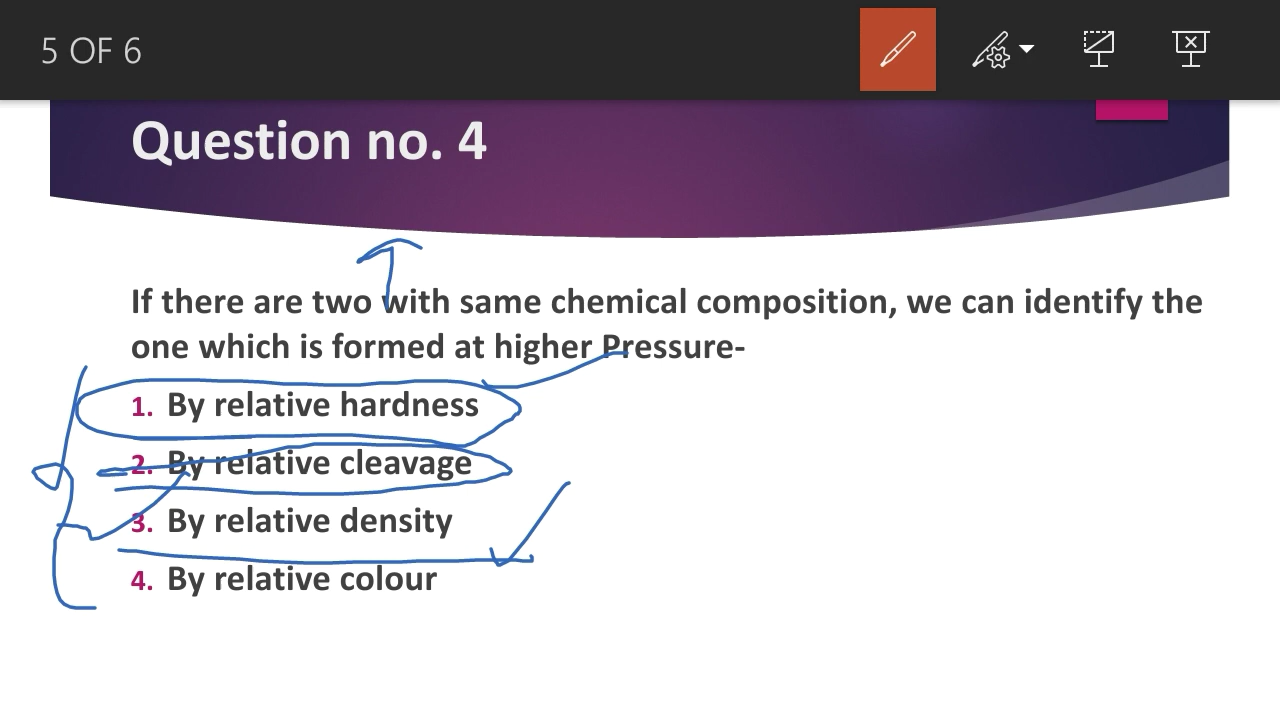 5 OF 6
Question no. 4
If there are two with same chemical composition, we can identify the
one which is formed at higher Pressure-
1. By relative hardness
2. By relative cleavage
3. By relative density
4. By relative colour